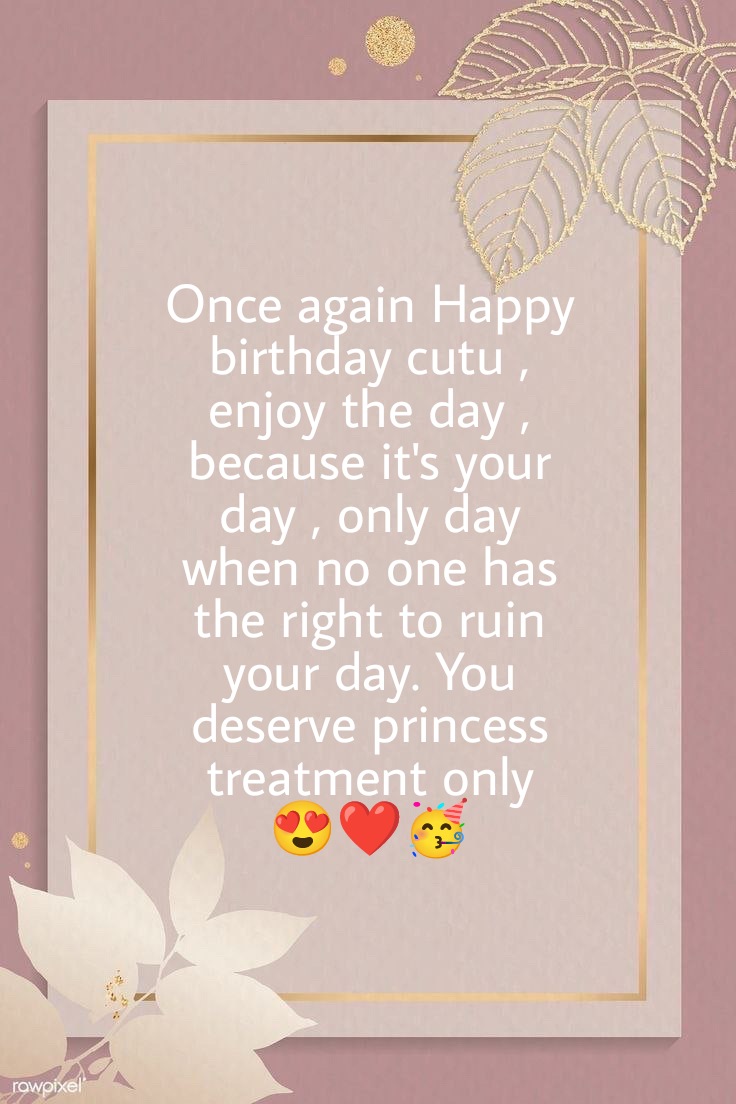 Once again Happy
birthday cutu ,
enjoy the day ,
because it's your
day , only day
when no one has
the right to ruin
your day. You
deserve princess
treatment only
😍❤️🥳
rawpixel